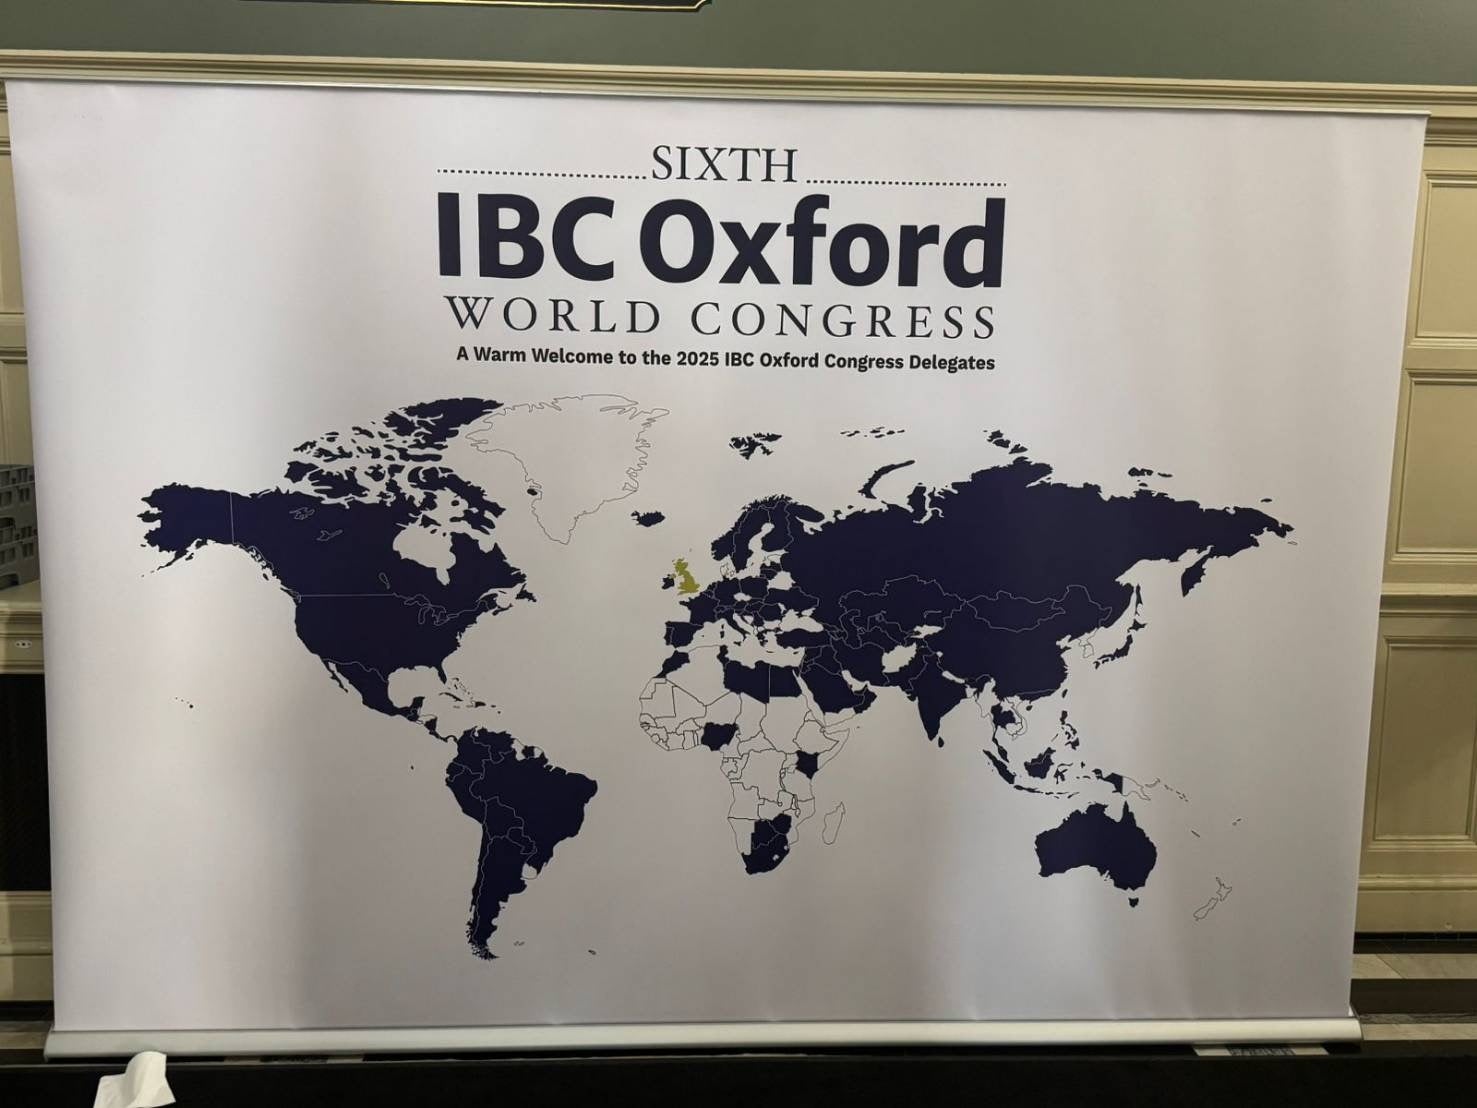 SIXTH
IBC Oxford
WORLD CONGRESS
A Warm Welcome to the 2025 IBC Oxford Congress Delegates